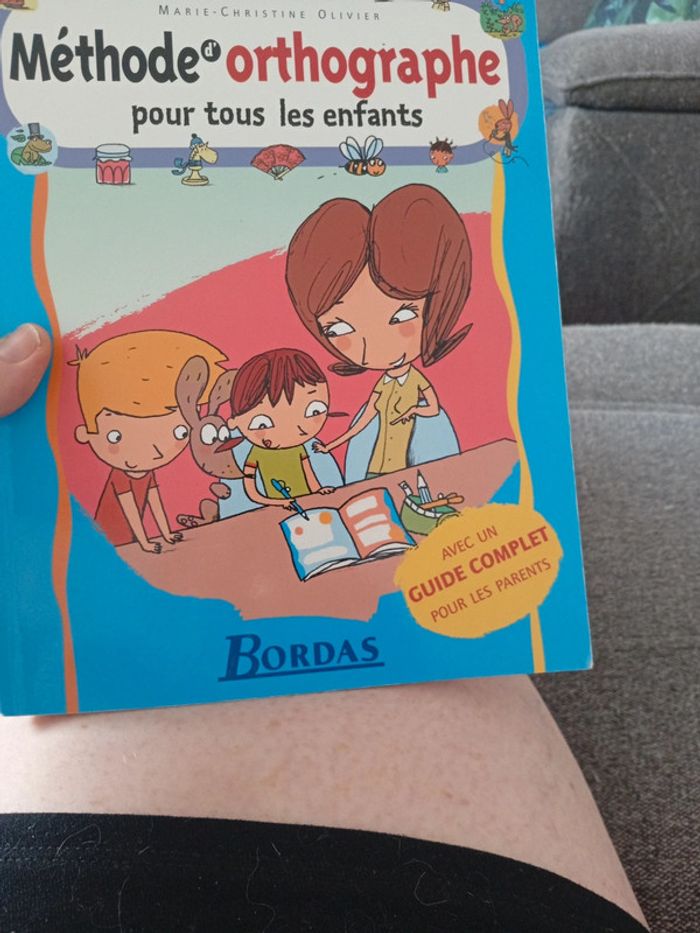 MARIE-CHRISTINE OLIVIER
Méthode d' orthographe
pour tous les enfants
AVEC UN
GUIDE COMPLET
POUR LES PARENTS
BORDAS